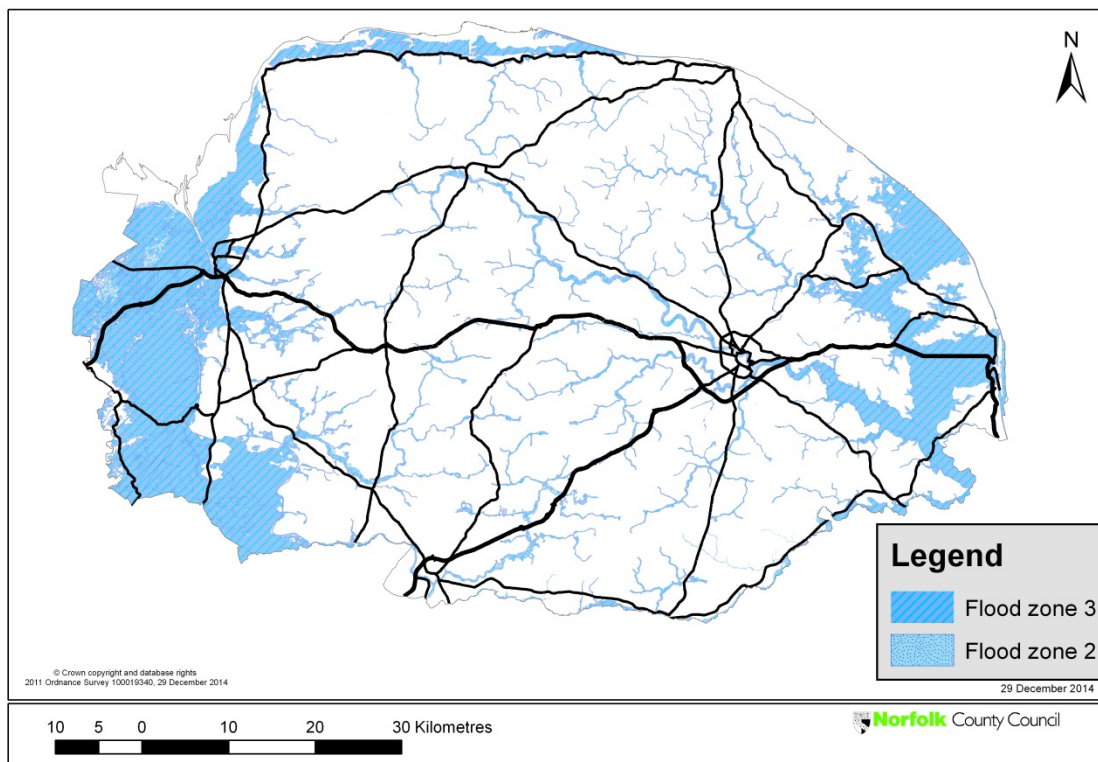 N
Legend
Flood zone 3
Flood zone 2
© Crown copyright and database rights
2011 Ordnance Survey 100019340, 29 December 2014
29 December 2014
10 5 0 10 20 30 Kilometres
Norfolk County Council